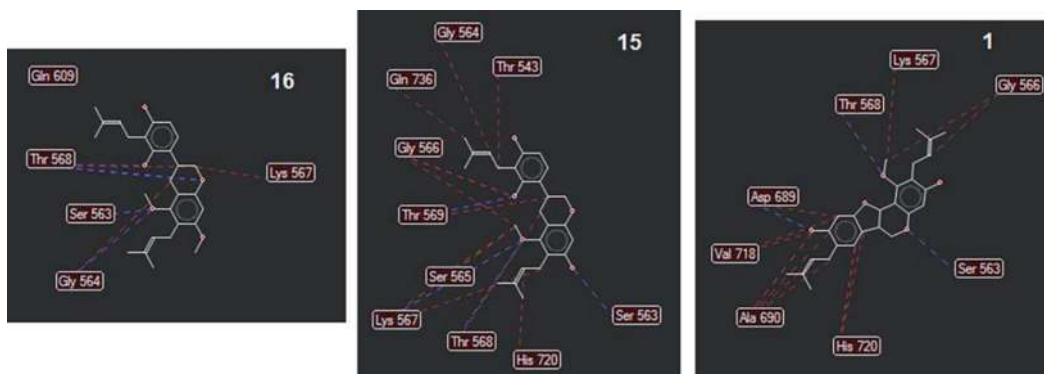 16
Gln 609
Thr 568
Lys 567
Ser 563
Gly 564
15
Gly 564
Thr 543
Gln 736
Gly 566
Thr 569
Ser 565
Lys 567
Ser 563
Thr 568
His 720
1
Lys 567
Gly 566
Thr 568
Asp 689
Val 718
Ser 563
Ala 690
His 720